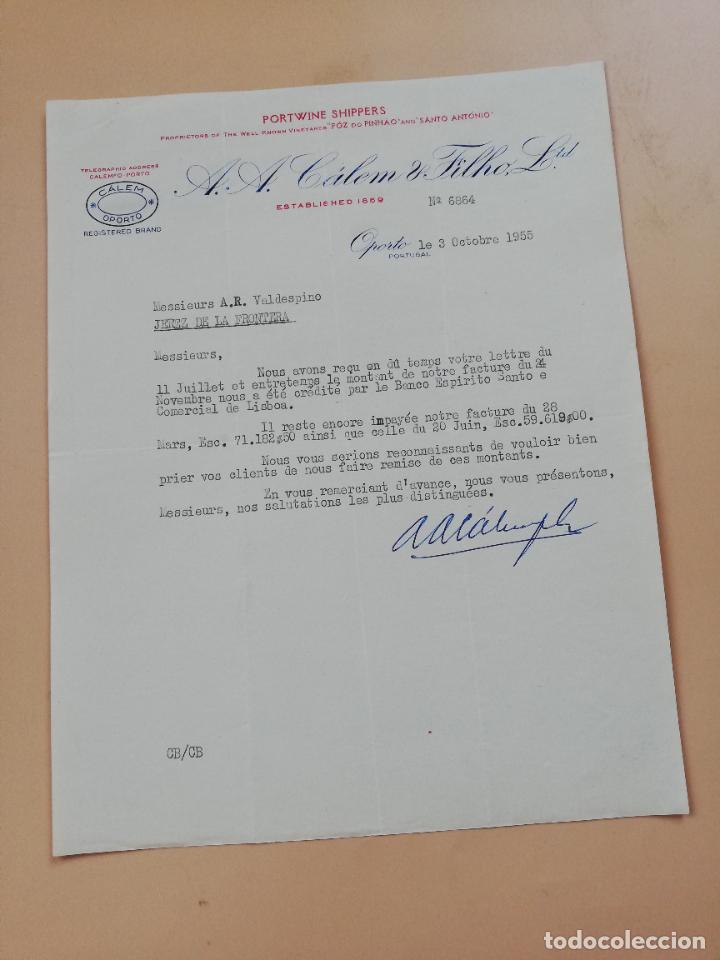 PORTWINE SHIPPERS
PROPRIETORS OF THE WELL KNOWN VINEYARDS "FÓZ DO PINHÃO" AND "SANTO ANTÓNIO"
TELEGRAPHIC ADDRESS
CALEMPO-PORTO
CÁLEM
OPORTO
REGISTERED BRAND
A. A. Cálem & Filho, Ltd.
ESTABLISHED 1859
Nº 6864
Oporto le 3 Octobre 1955
PORTUGAL
Messieurs A.R. Valdespino
JEREZ DE LA FRONTERA
Messieurs,
Nous avons reçu en dû temps votre lettre du
11 Juillet et entretemps le montant de notre facture du 24
Novembre nous a été crédité par le Banco Espirito Santo e
Comercial de Lisboa.
Il reste encore impayée notre facture du 28
Mars, Esc. 71.182$50 ainsi que celle du 20 Juin, Esc.59.619$00.
Nous vous serions reconnaissants de vouloir bien
prier vos clients de nous faire remise de ces montants.
En vous remerciant d'avance, nous vous présentons,
Messieurs, nos salutations les plus distinguées.
CB/CB
todocoleccion
todocoleccion.net